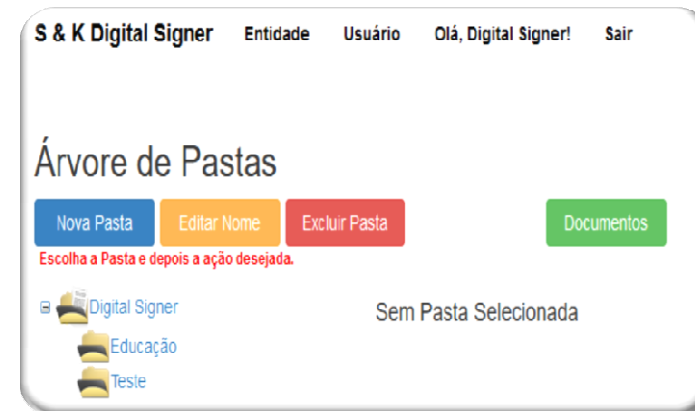 S & K Digital Signer Entidade Usuário Olá, Digital Signer! Sair
Árvore de Pastas
Nova Pasta Editar Nome Excluir Pasta Documentos
Escolha a Pasta e depois a ação desejada.
Digital Signer Sem Pasta Selecionada
Educação
Teste